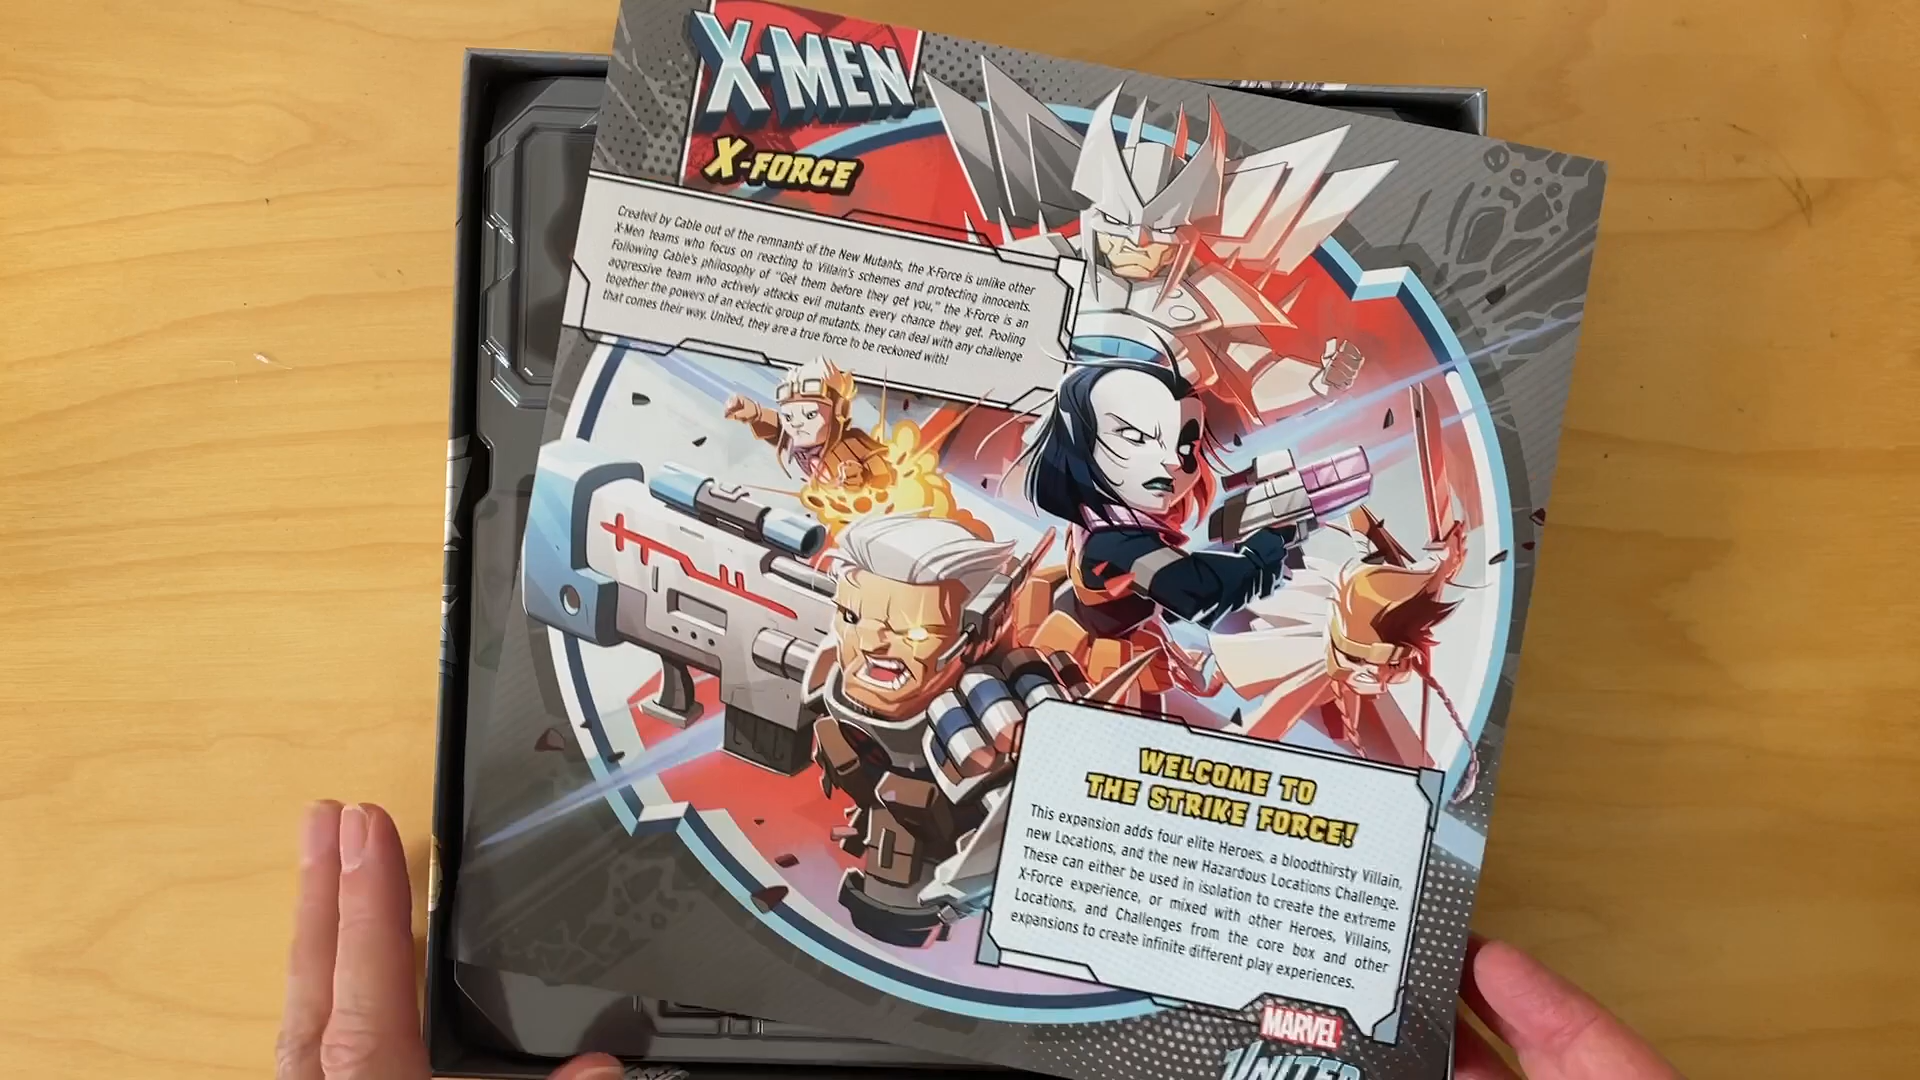 X-MEN
X-FORCE
Created by Cable out of the remnants of the New Mutants, the X-Force is unlike other
X-Men teams who focus on reacting to Villain's schemes and protecting innocents.
Following Cable's philosophy of "Get them before they get you," the X-Force is an
aggressive team who actively attacks evil mutants every chance they get. Pooling
together the powers of an eclectic group of mutants, they can deal with any challenge
that comes their way. United, they are a true force to be reckoned with!
WELCOME TO
THE STRIKE FORCE!
This expansion adds four elite Heroes, a bloodthirsty Villain,
new Locations, and the new Hazardous Locations Challenge.
These can either be used in isolation to create the extreme
X-Force experience, or mixed with other Heroes, Villains,
Locations, and Challenges from the core box and other
expansions to create infinite different play experiences.
MARVEL
UNITED